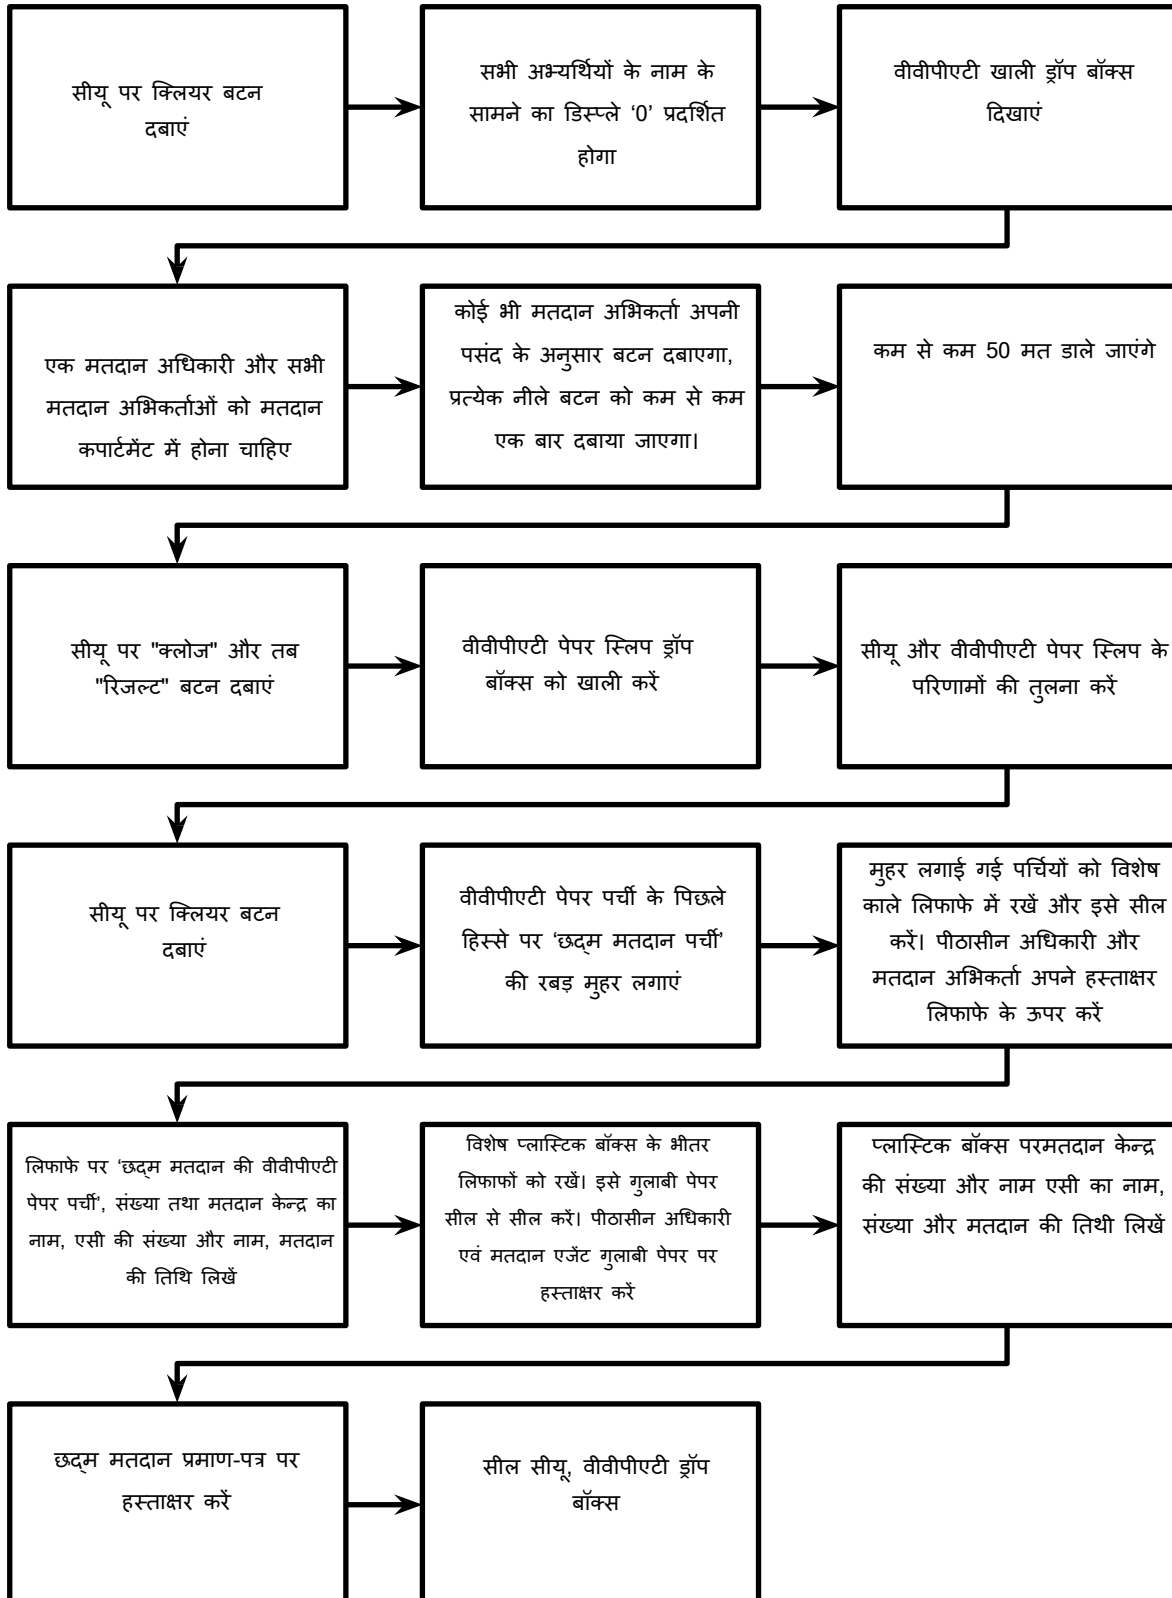 सीयू पर क्लियर बटन
दबाएं
सभी अभ्यर्थियों के नाम के
सामने का डिस्प्ले ‘0’ प्रदर्शित
होगा
वीवीपीएटी खाली ड्रॉप बॉक्स
दिखाएं
एक मतदान अधिकारी और सभी
मतदान अभिकर्ताओं को मतदान
कपार्टमेंट में होना चाहिए
कोई भी मतदान अभिकर्ता अपनी
पसंद के अनुसार बटन दबाएगा,
प्रत्येक नीले बटन को कम से कम
एक बार दबाया जाएगा।
कम से कम 50 मत डाले जाएंगे
सीयू पर "क्लोज" और तब
"रिजल्ट" बटन दबाएं
वीवीपीएटी पेपर स्लिप ड्रॉप
बॉक्स को खाली करें
सीयू और वीवीपीएटी पेपर स्लिप के
परिणामों की तुलना करें
सीयू पर क्लियर बटन
दबाएं
वीवीपीएटी पेपर पर्ची के पिछले
हिस्से पर ‘छद्म मतदान पर्ची’
की रबड़ मुहर लगाएं
मुहर लगाई गई पर्चियों को विशेष
काले लिफाफे में रखें और इसे सील
करें। पीठासीन अधिकारी और
मतदान अभिकर्ता अपने हस्ताक्षर
लिफाफे के ऊपर करें
लिफाफे पर ‘छद्म मतदान की वीवीपीएटी
पेपर पर्ची’, संख्या तथा मतदान केन्द्र का
नाम, एसी की संख्या और नाम, मतदान
की तिथि लिखें
विशेष प्लास्टिक बॉक्स के भीतर
लिफाफों को रखें। इसे गुलाबी पेपर
सील से सील करें। पीठासीन अधिकारी
एवं मतदान एजेंट गुलाबी पेपर पर
हस्ताक्षर करें
प्लास्टिक बॉक्स परमतदान केन्द्र
की संख्या और नाम एसी का नाम,
संख्या और मतदान की तिथी लिखें
छद्म मतदान प्रमाण-पत्र पर
हस्ताक्षर करें
सील सीयू, वीवीपीएटी ड्रॉप
बॉक्स